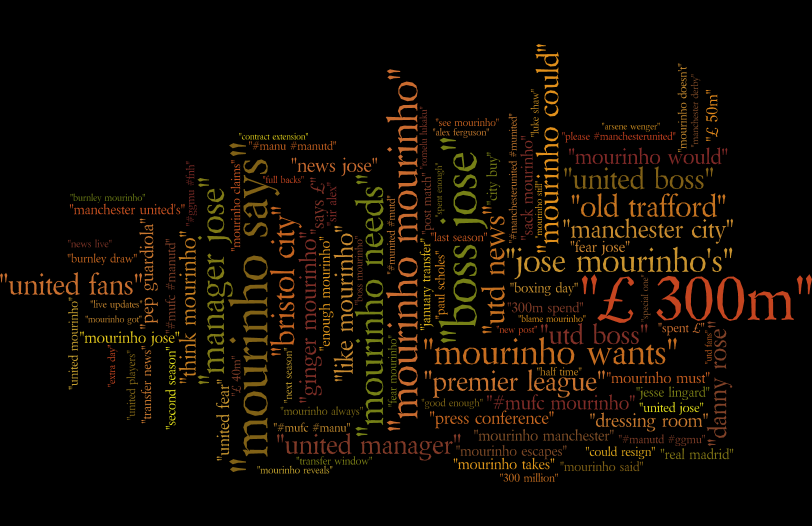 "mourinho doesn't"
"manchester derby"
"£ 50m"
"luke shaw"
"mourinho could"
"arsene wenger"
"please #manchesterunited"
"see mourinho"
"alex ferguson"
"contract extension"
"#manu #manutd"
"mourinho mourinho"
"romelu lukaku"
"#munited #mutd"
"post match"
"spent enough"
"boss jose"
"city buy"
"#manchesterunited #munited"
"sack mourinho"
"mourinho still"
"mourinho would"
"united boss"
"old trafford"
"manchester city"
"fear jose"
"jose mourinho's"
"news jose"
"full backs"
"says £"
"sir alex"
"mourinho claims"
"mourinho says"
"manager jose"
"#ggmu #fnh"
"burnley mourinho"
"manchester united's"
"news live"
"burnley draw"
"pep guardiola"
"#mufc #manutd"
"think mourinho"
"united fans"
"live updates"
"mourinho got"
"mourinho jose"
"united mourinho"
"extra day"
"united players"
"transfer news"
"second season"
"united fear"
"£ 40m"
"bristol city"
"next season"
"ginger mourinho"
"enough mourinho"
"like mourinho"
"boss mourinho"
"mourinho needs"
"fear mourinho"
"last season"
"january transfer"
"paul scholes"
"utd news"
"boxing day"
"300m spend"
"blame mourinho"
"new post"
"special one"
"£ 300m"
"utd boss"
"spent £"
"utd fans"
"danny rose"
"mourinho wants"
"half time"
"premier league"
"mourinho must"
"good enough"
"#mufc mourinho"
"jesse lingard"
"united jose"
"press conference"
"dressing room"
"mourinho always"
"#mufc #manu"
"united manager"
"mourinho manchester"
"#manutd #ggmu"
"mourinho escapes"
"could resign"
"real madrid"
"transfer window"
"mourinho reveals"
"mourinho takes"
"mourinho said"
"300 million"